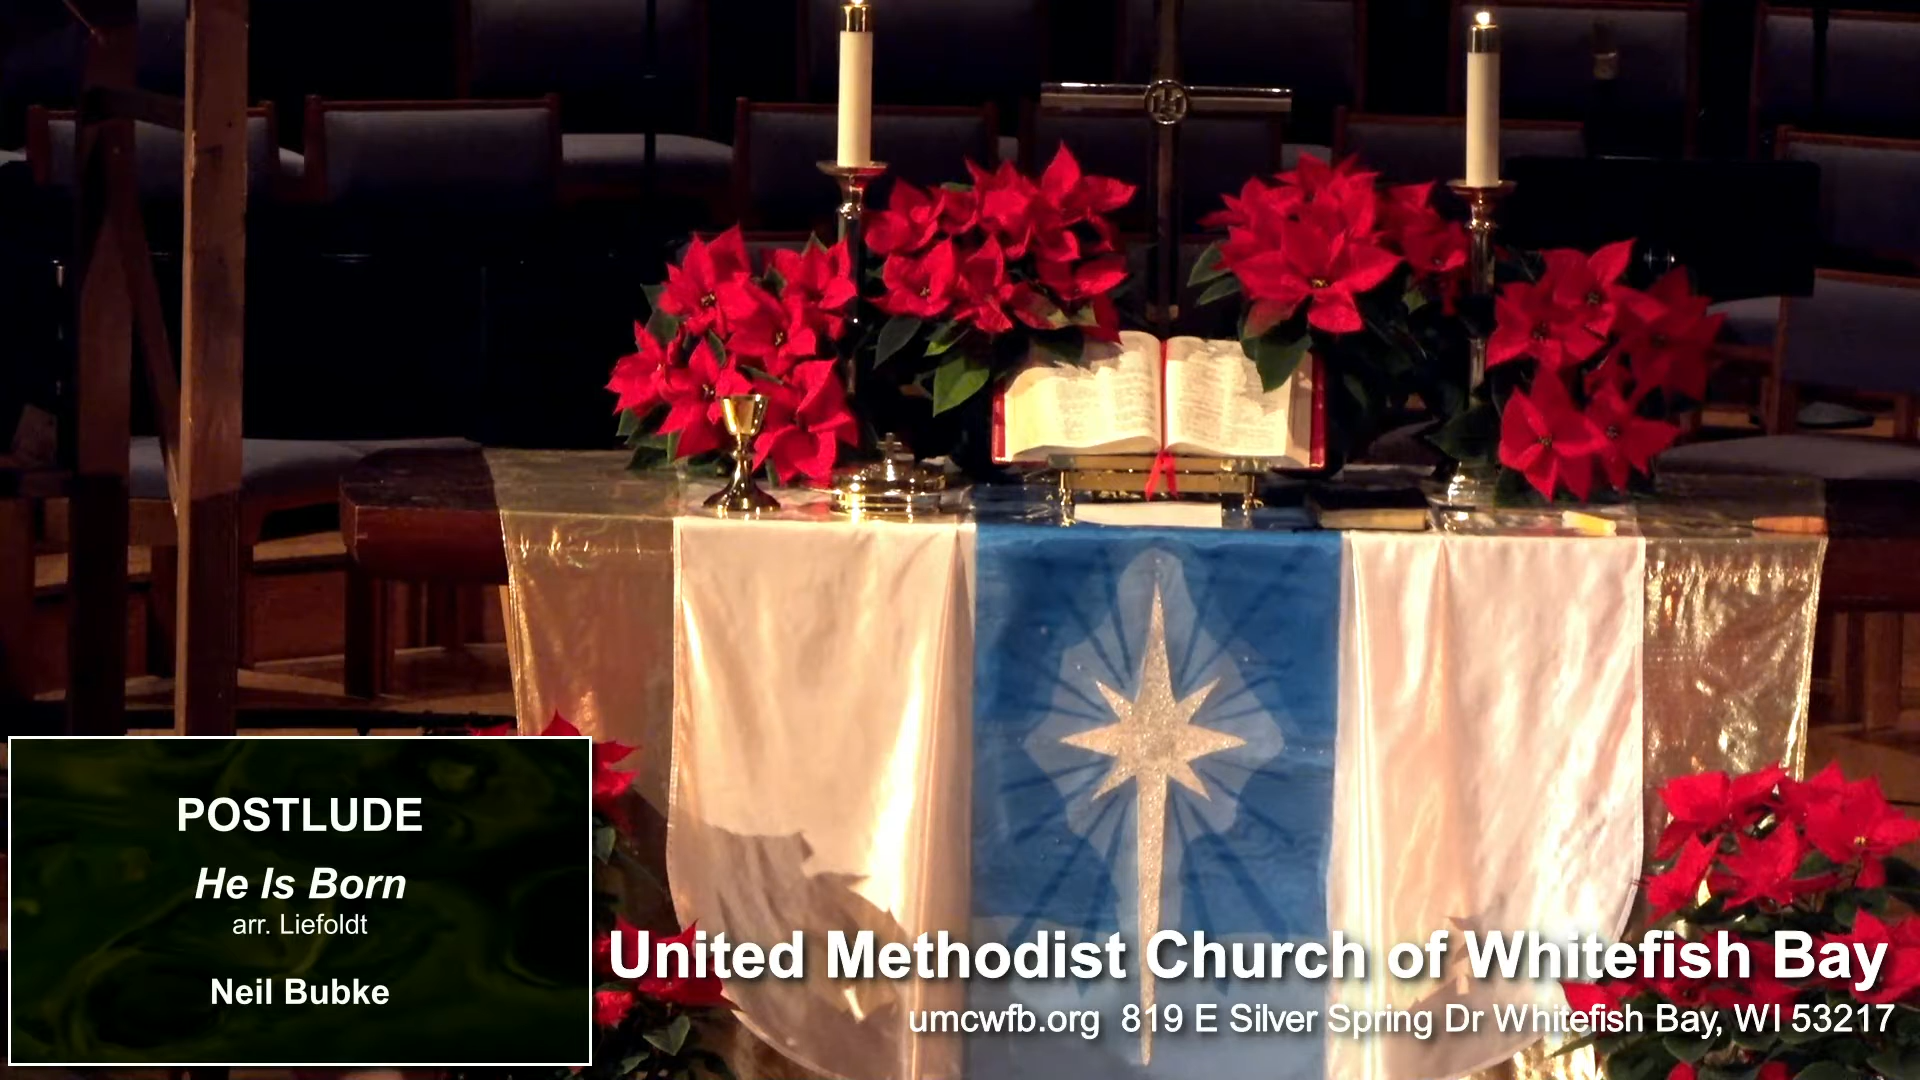 POSTLUDE
He Is Born
arr. Liefoldt
Neil Bubke
United Methodist Church of Whitefish Bay
umcwfb.org 819 E Silver Spring Dr Whitefish Bay, WI 53217